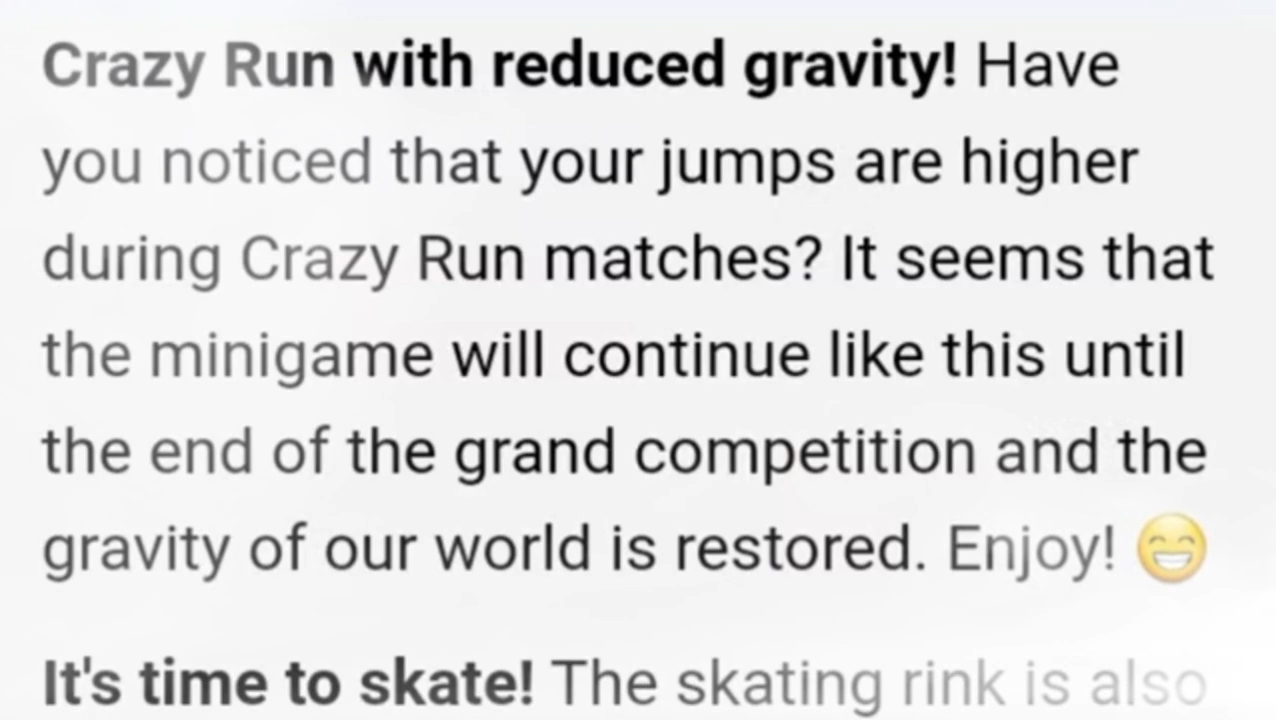 Crazy Run with reduced gravity! Have
you noticed that your jumps are higher
during Crazy Run matches? It seems that
the minigame will continue like this until
the end of the grand competition and the
gravity of our world is restored. Enjoy! 😁
It's time to skate! The skating rink is also